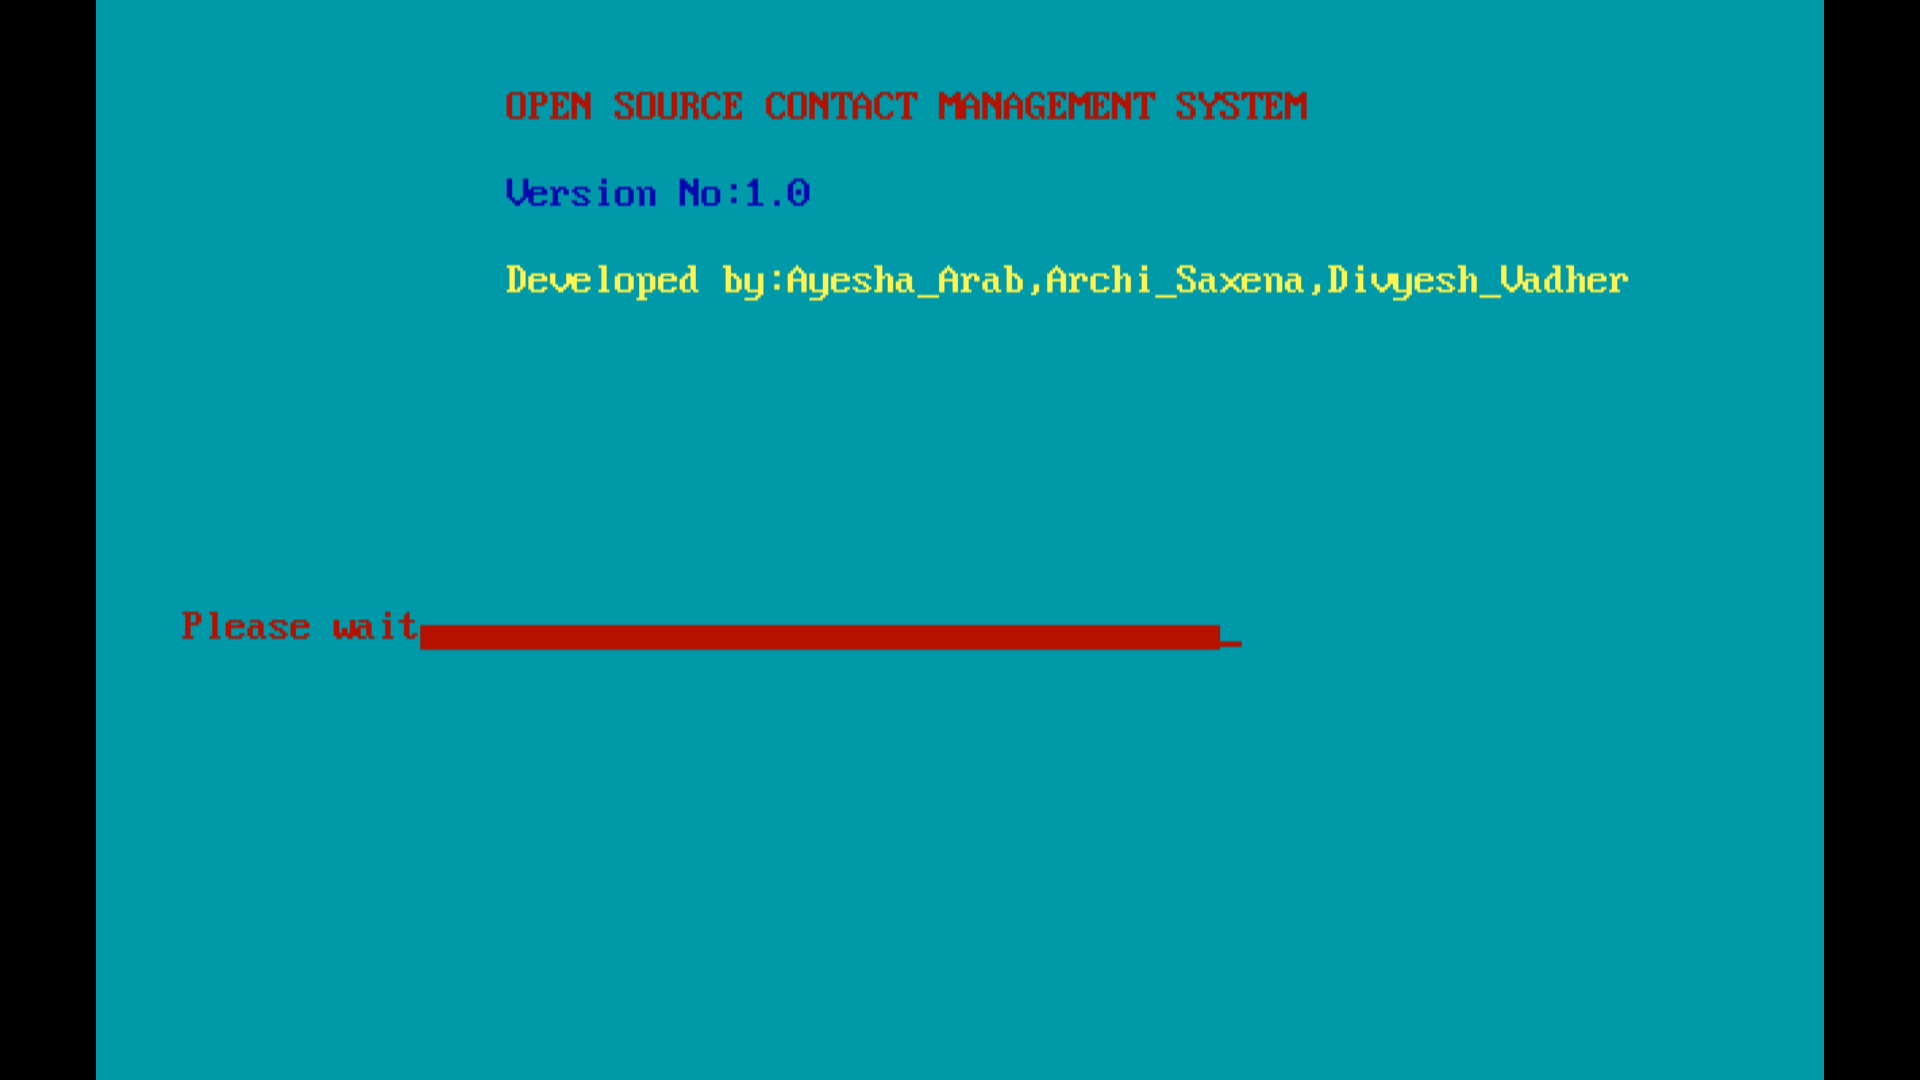 OPEN SOURCE CONTACT MANAGEMENT SYSTEM
Version No:1.0
Developed by:Ayesha_Arab,Archi_Saxena,Divyesh_Vadher
Please wait